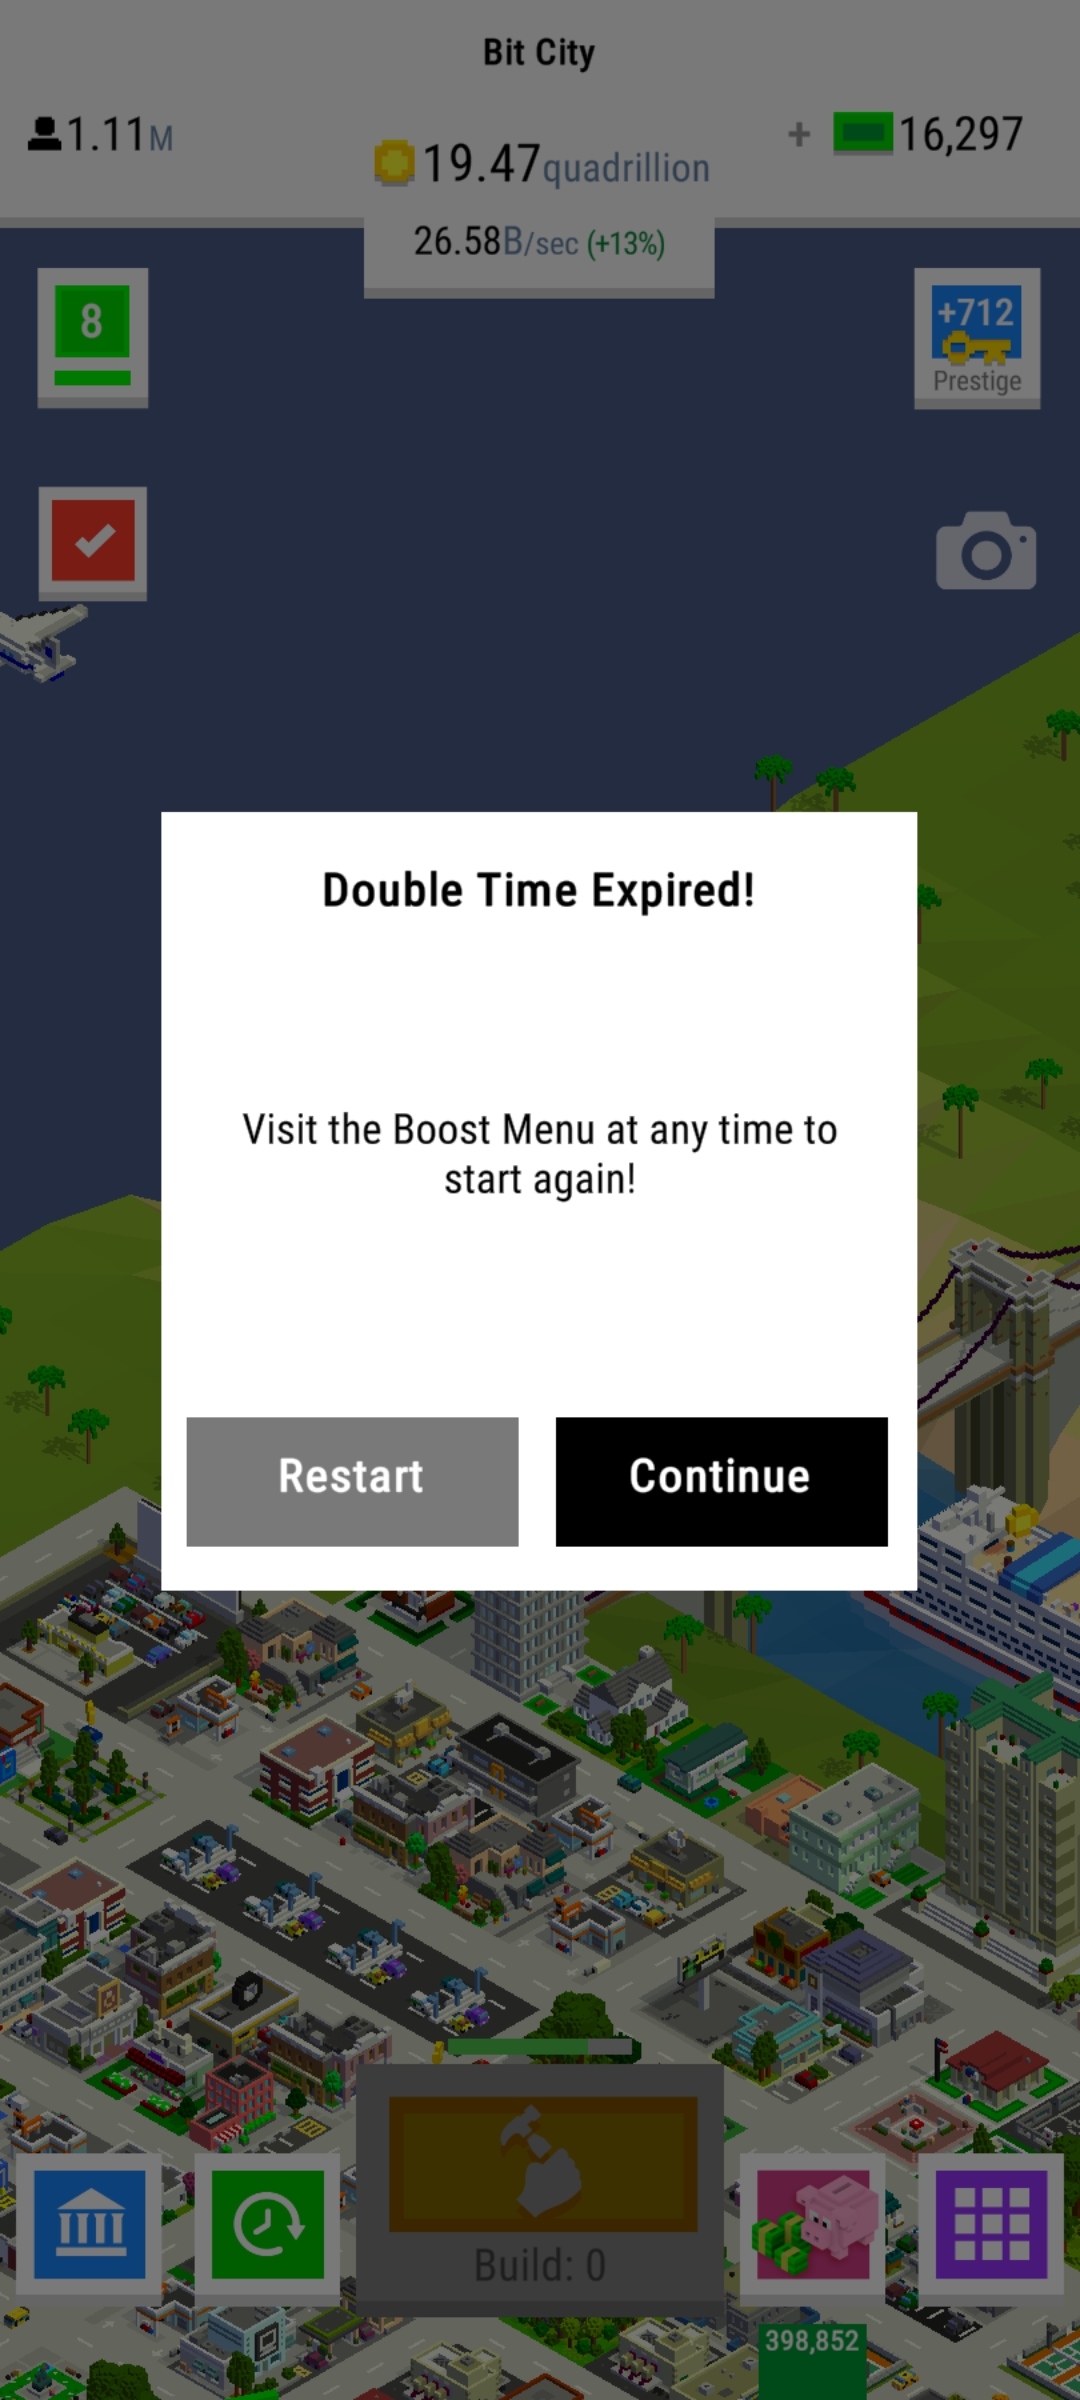 Bit City
1.11M
19.47quadrillion
+ 16,297
26.58B/sec (+13%)
8
+712
Prestige
Double Time Expired!
Visit the Boost Menu at any time to
start again!
Restart
Continue
Build: 0
398,852